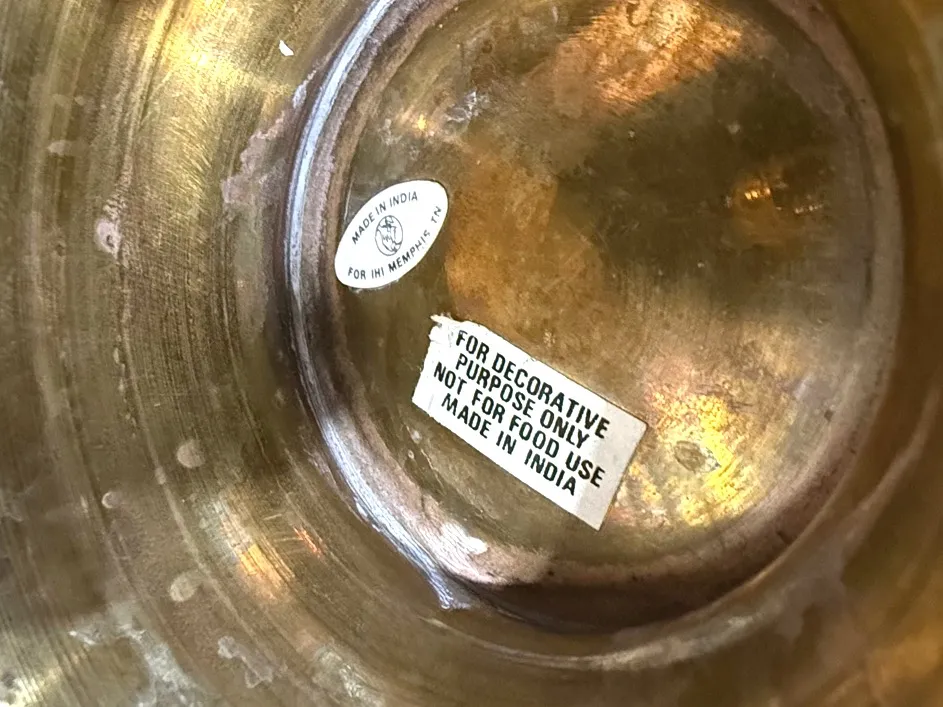 MADE IN INDIA
FOR IHI MEMPHIS TN
FOR DECORATIVE
PURPOSE ONLY
NOT FOR FOOD USE
MADE IN INDIA